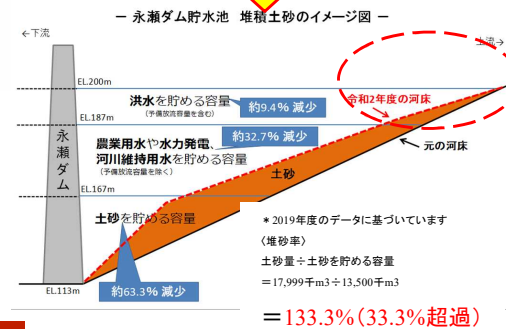 － 永瀬ダム貯水池 堆積土砂のイメージ図 －
←下流
上流→
EL.200m
洪水を貯める容量
(予備放流容量を含む)
約9.4% 減少
令和2年度の河床
EL.187m
約32.7% 減少
元の河床
永瀬ダム
農業用水や水力発電、
河川維持用水を貯める容量
(予備放流容量を除く)
土砂
EL.167m
土砂を貯める容量
EL.113m
約63.3% 減少
＊2019年度のデータに基づいています
〈堆砂率〉
土砂量÷土砂を貯める容量
＝17,999千m3÷13,500千m3
＝133.3%(33.3%超過)